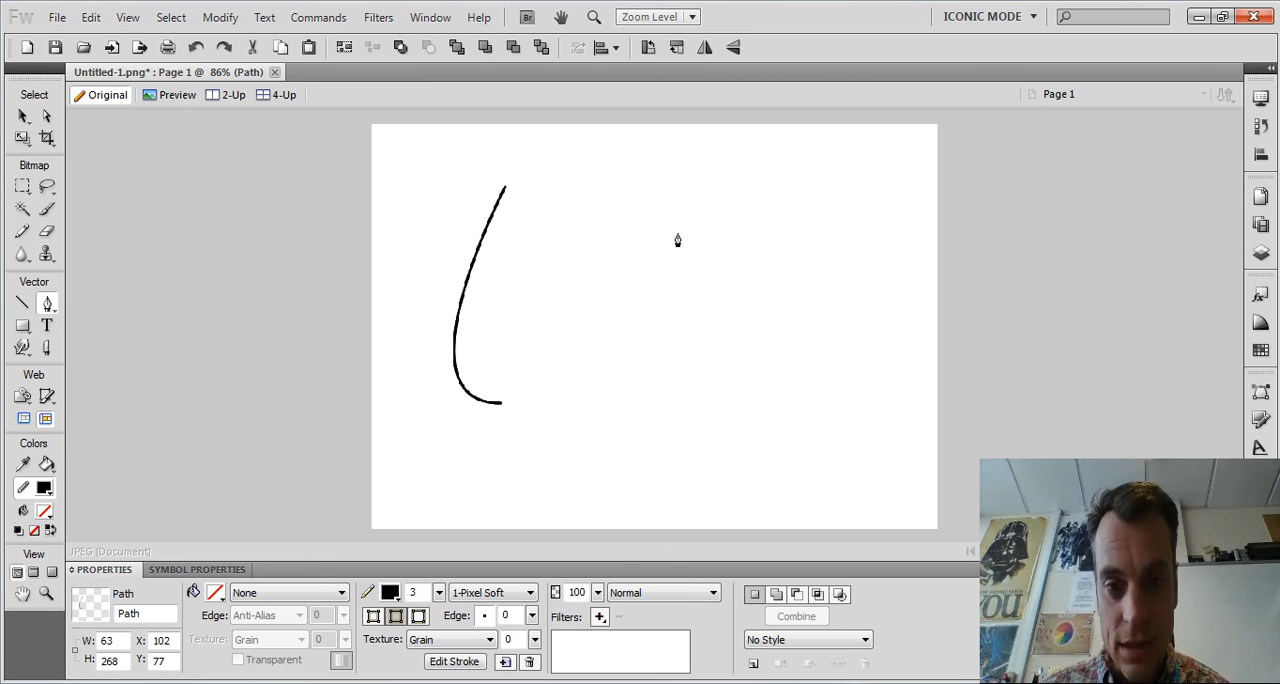 Fw File Edit View Select Modify Text Commands Filters Window Help Br Zoom Level ICONIC MODE
Untitled-1.png* : Page 1 @ 86% (Path)
Original Preview 2-Up 4-Up Page 1
Select
Bitmap
Vector
T
Web
Colors
View
JPEG (Document)
PROPERTIES SYMBOL PROPERTIES
Path None 3 1-Pixel Soft 100 Normal
Path Edge: Anti-Alias 0 Edge: 0 Filters: Combine
W: 63 X: 102 Texture: Grain 0 Texture: Grain 0 No Style
H: 268 Y: 77 Transparent Edit Stroke
fx
A
YOU